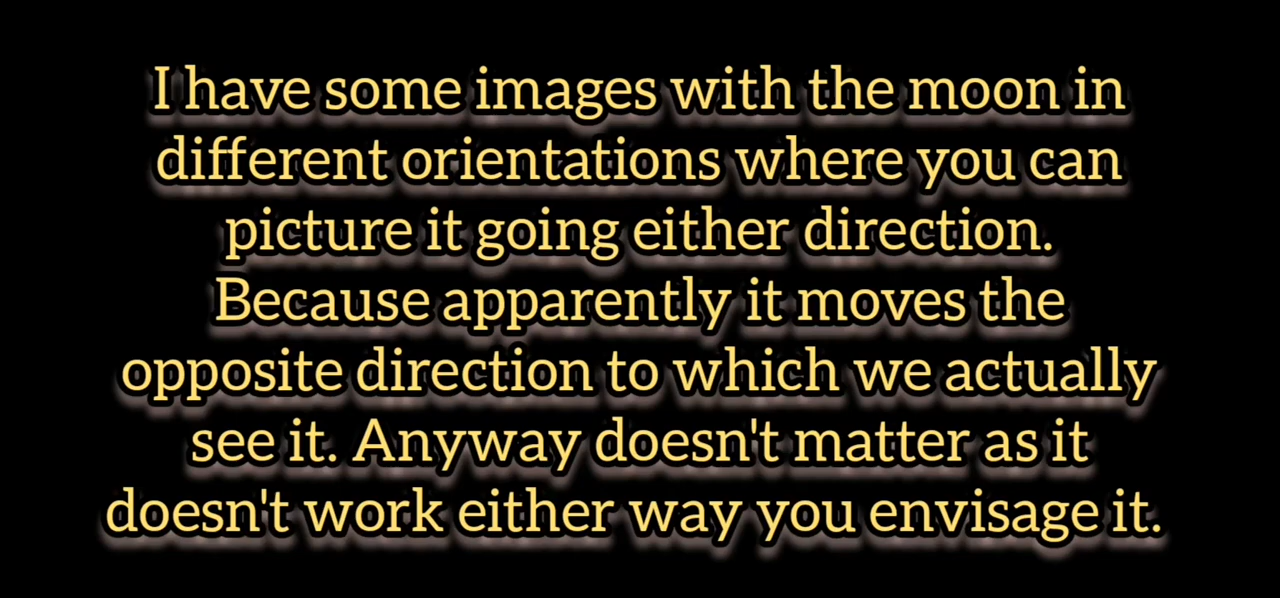 I have some images with the moon in
different orientations where you can
picture it going either direction.
Because apparently it moves the
opposite direction to which we actually
see it. Anyway doesn't matter as it
doesn't work either way you envisage it.